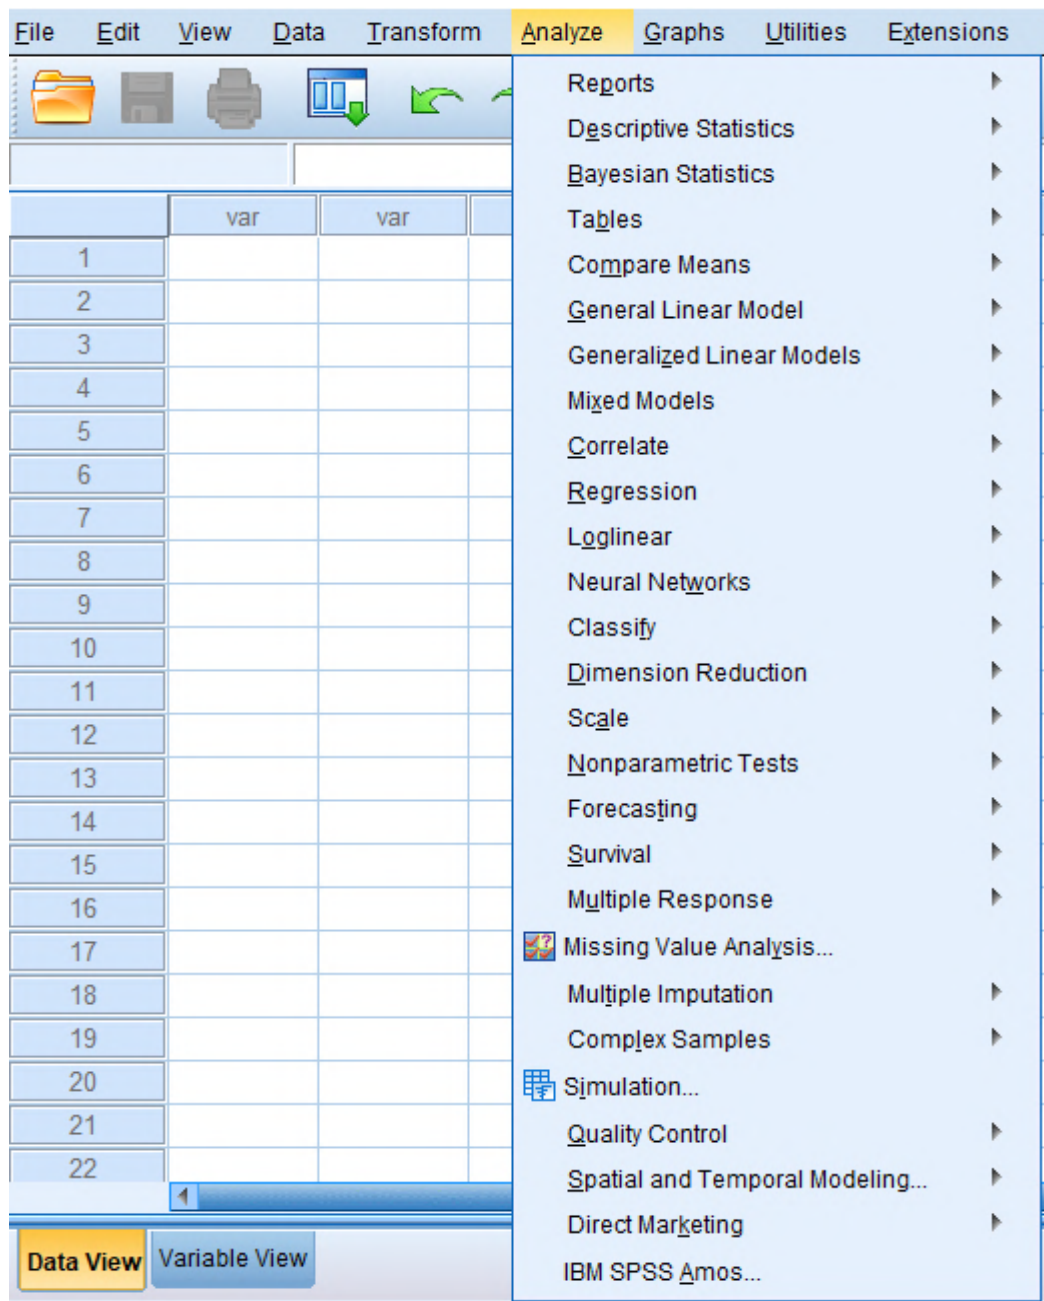 File Edit View Data Transform Analyze Graphs Utilities Extensions
Reports
Descriptive Statistics
Bayesian Statistics
Tables
Compare Means
General Linear Model
Generalized Linear Models
Mixed Models
Correlate
Regression
Loglinear
Neural Networks
Classify
Dimension Reduction
Scale
Nonparametric Tests
Forecasting
Survival
Multiple Response
Missing Value Analysis...
Multiple Imputation
Complex Samples
Simulation...
Quality Control
Spatial and Temporal Modeling...
Direct Marketing
IBM SPSS Amos...
var var
1
2
3
4
5
6
7
8
9
10
11
12
13
14
15
16
17
18
19
20
21
22
Data View Variable View